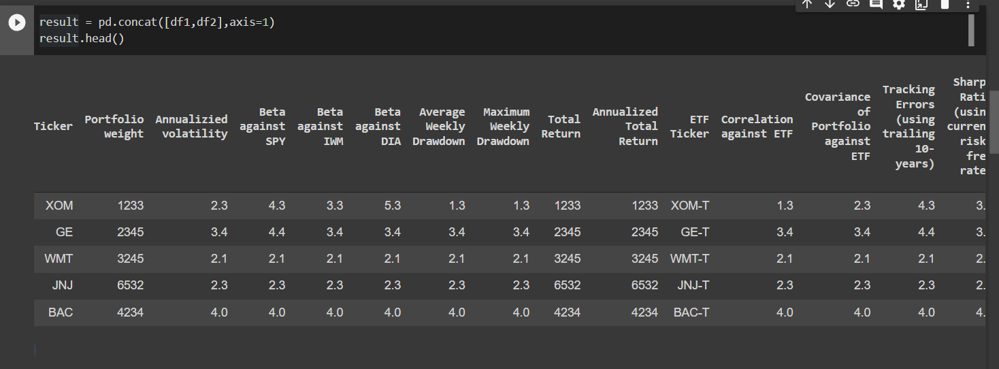 result = pd.concat([df1,df2],axis=1)
result.head()
Ticker Portfolio weight Annualizied volatility Beta against SPY Beta against IWM Beta against DIA Average Weekly Drawdown Maximum Weekly Drawdown Total Return Annualized Total Return ETF Ticker Correlation against ETF Covariance of Portfolio against ETF Tracking Errors (using trailing 10-years) Sharp Rati (usin curren risk fre rate
XOM 1233 2.3 4.3 3.3 5.3 1.3 1.3 1233 1233 XOM-T 1.3 2.3 4.3 3.
GE 2345 3.4 4.4 3.4 3.4 3.4 3.4 2345 2345 GE-T 3.4 3.4 4.4 3.
WMT 3245 2.1 2.1 2.1 2.1 2.1 2.1 3245 3245 WMT-T 2.1 2.1 2.1 2.
JNJ 6532 2.3 2.3 2.3 2.3 2.3 2.3 6532 6532 JNJ-T 2.3 2.3 2.3 2.
BAC 4234 4.0 4.0 4.0 4.0 4.0 4.0 4234 4234 BAC-T 4.0 4.0 4.0 4.